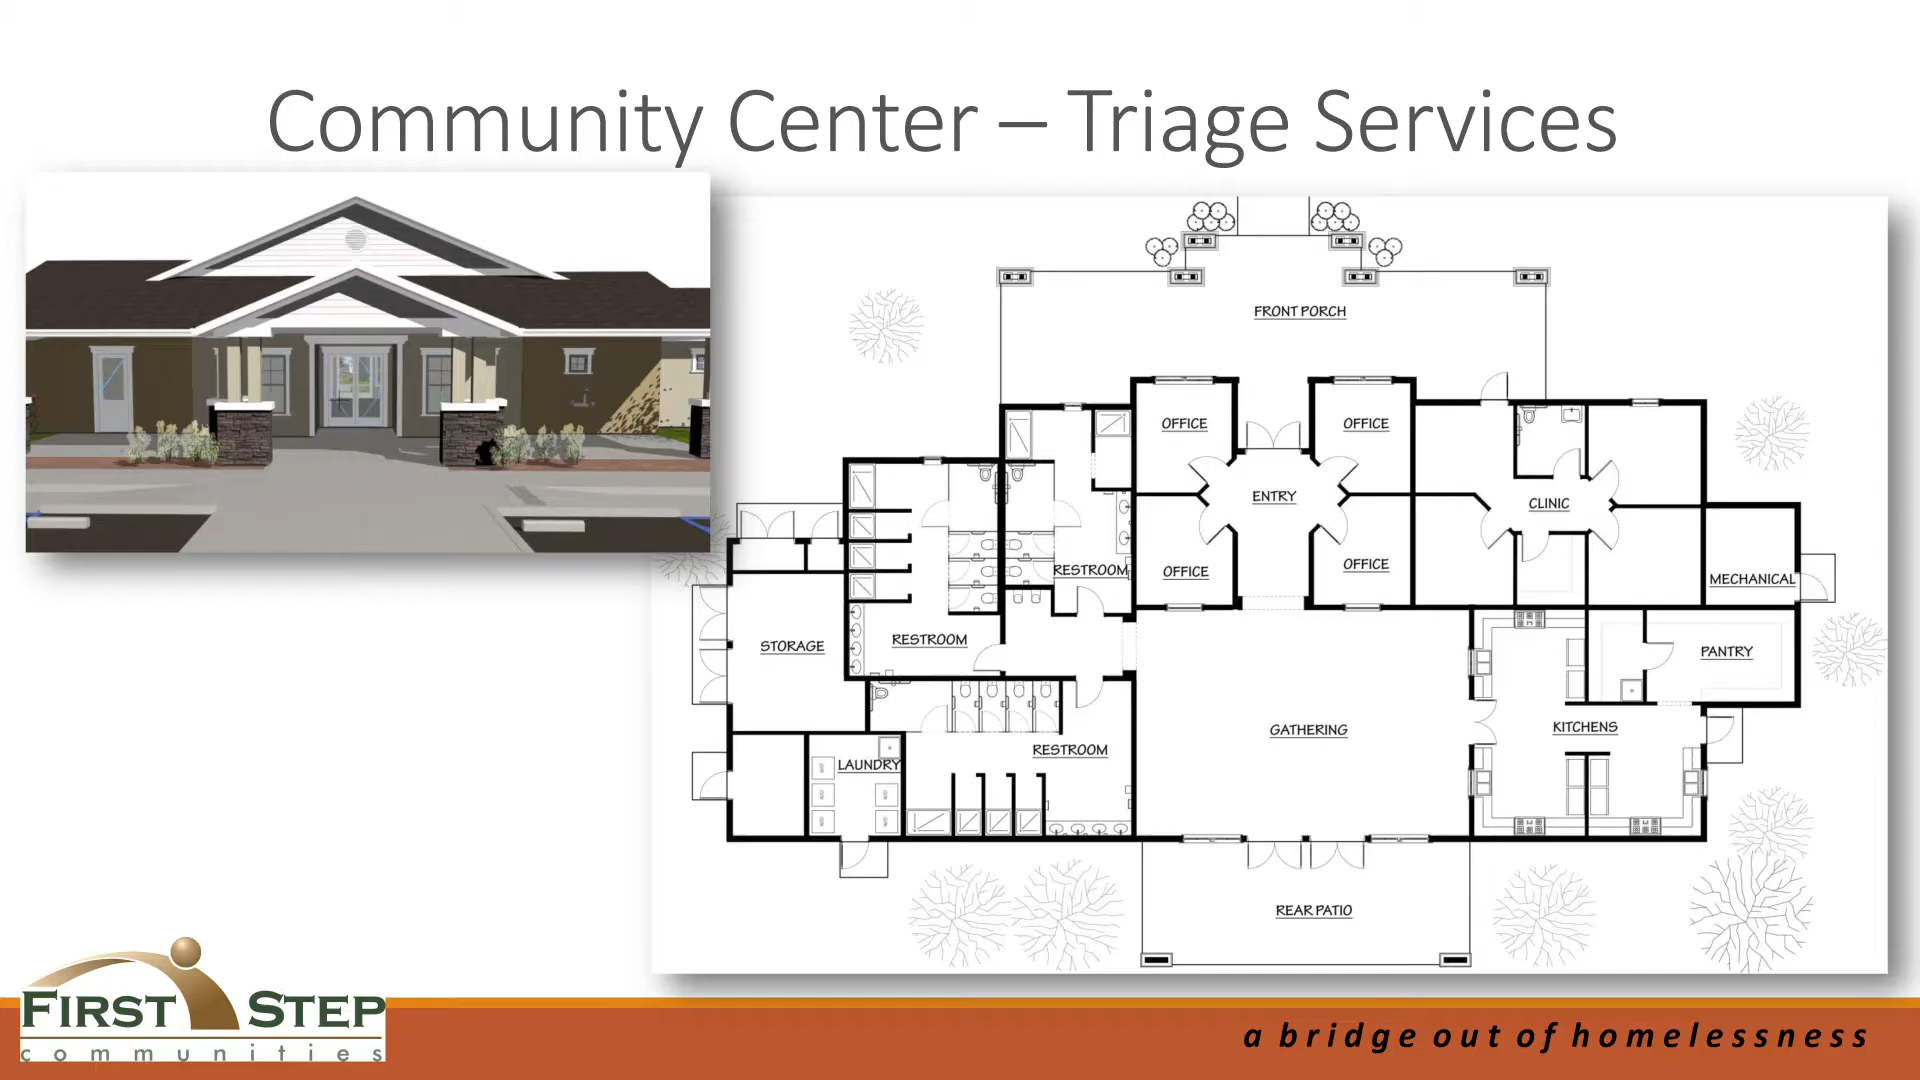 Community Center – Triage Services
FRONT PORCH
OFFICE
OFFICE
ENTRY
CLINIC
OFFICE
OFFICE
RESTROOM
MECHANICAL
STORAGE
RESTROOM
PANTRY
GATHERING
KITCHENS
RESTROOM
LAUNDRY
REAR PATIO
FIRST STEP
communities
a bridge out of homelessness